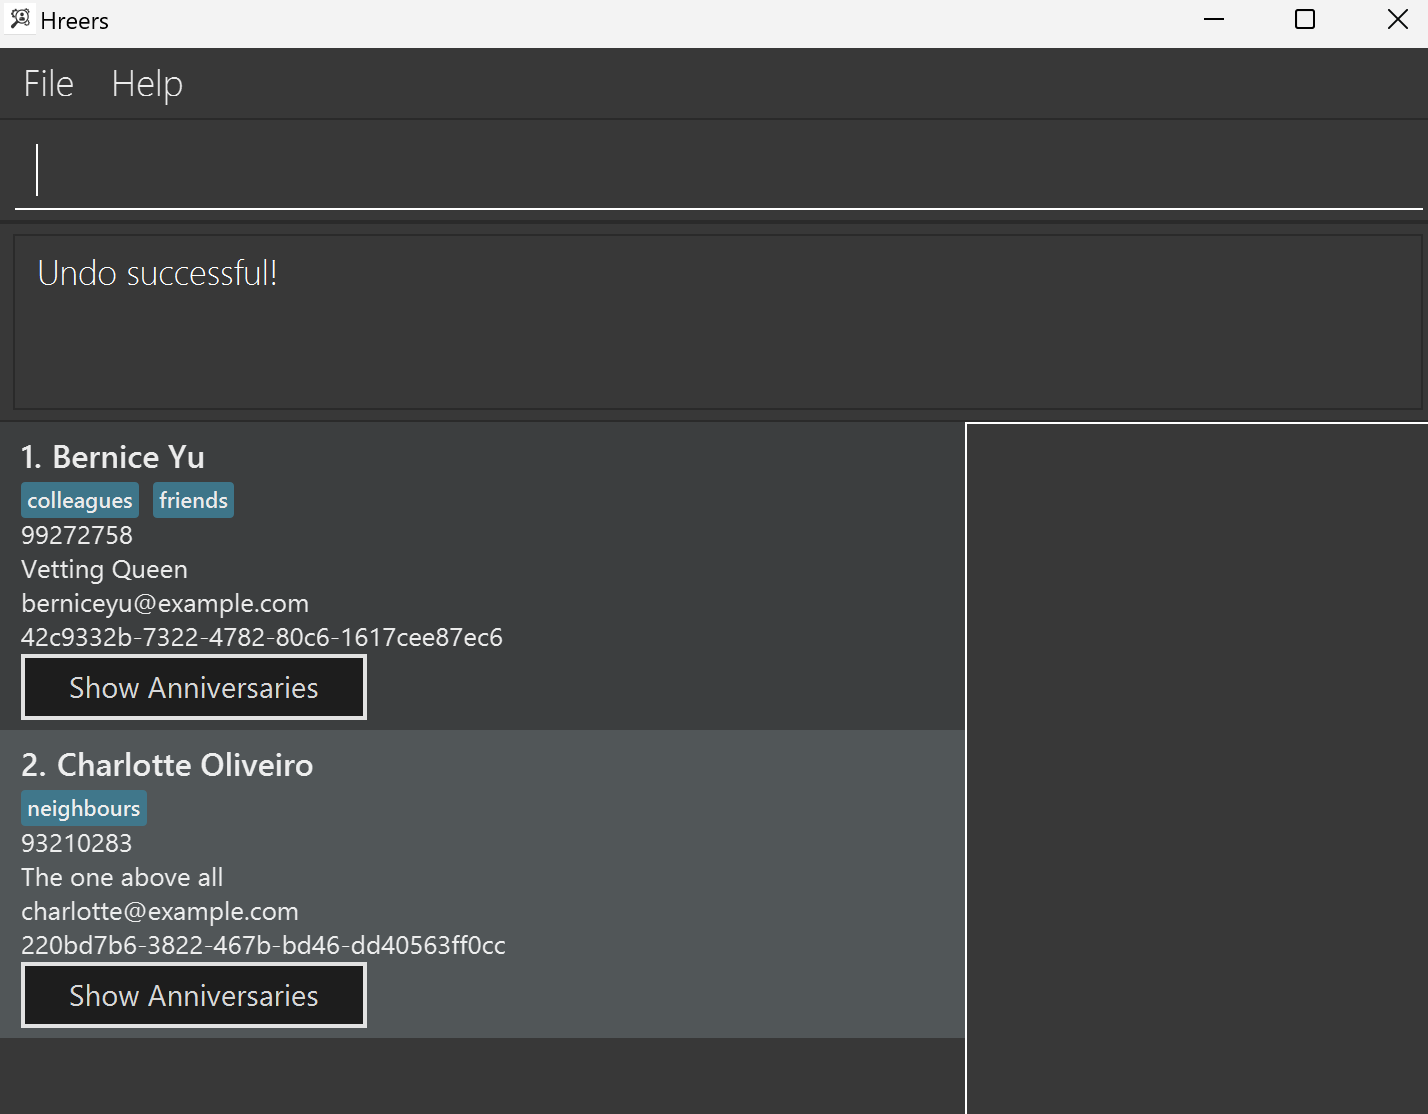 Hreers
File Help
Undo successful!
1. Bernice Yu
colleagues friends
99272758
Vetting Queen
berniceyu@example.com
42c9332b-7322-4782-80c6-1617cee87ec6
Show Anniversaries
2. Charlotte Oliveiro
neighbours
93210283
The one above all
charlotte@example.com
220bd7b6-3822-467b-bd46-dd40563ff0cc
Show Anniversaries